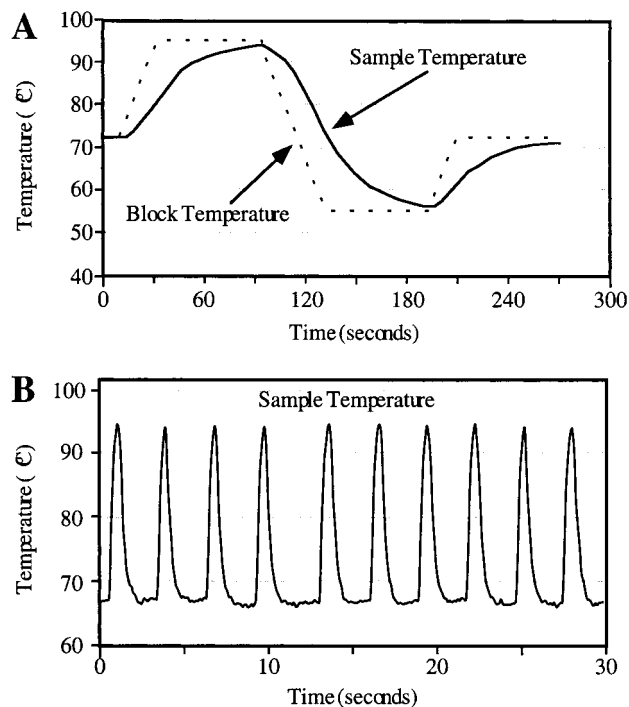 A
100
90
80
70
60
50
40
Temperature ( ℃)
Sample Temperature
Block Temperature
0 60 120 180 240 300
Time (seconds)
B
100
90
80
70
60
Temperature ( ℃)
Sample Temperature
0 10 20 30
Time (seconds)